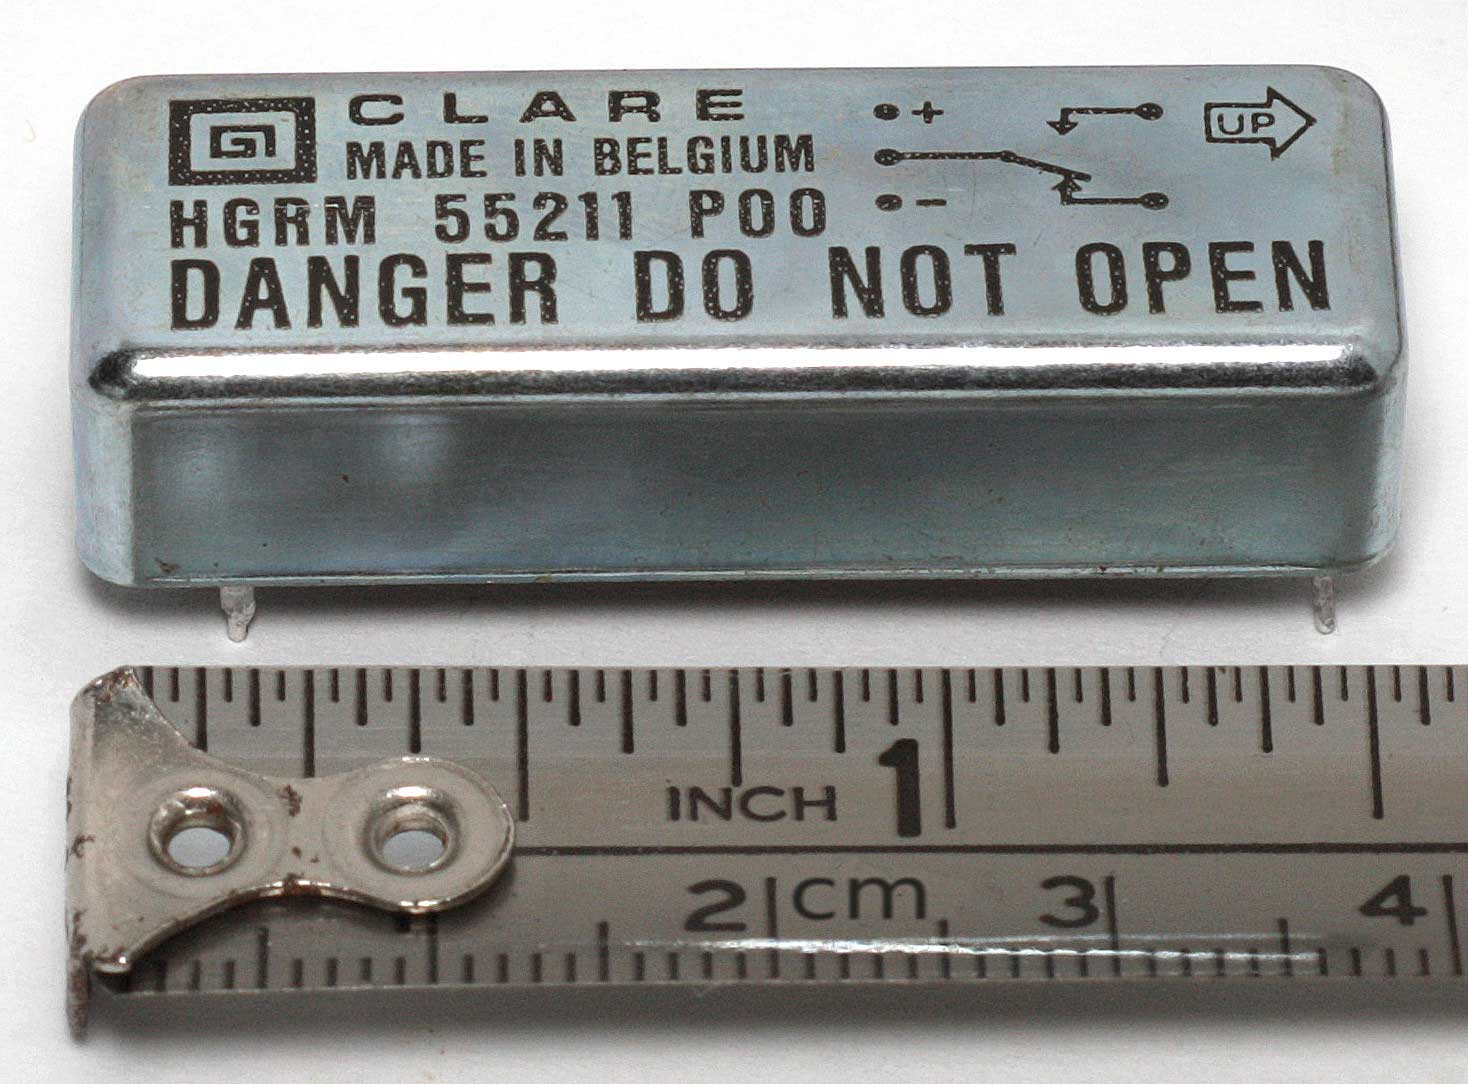 CLARE
MADE IN BELGIUM
HGRM 55211 P00
DANGER DO NOT OPEN
+
-
UP
INCH 1
2 cm 3 4